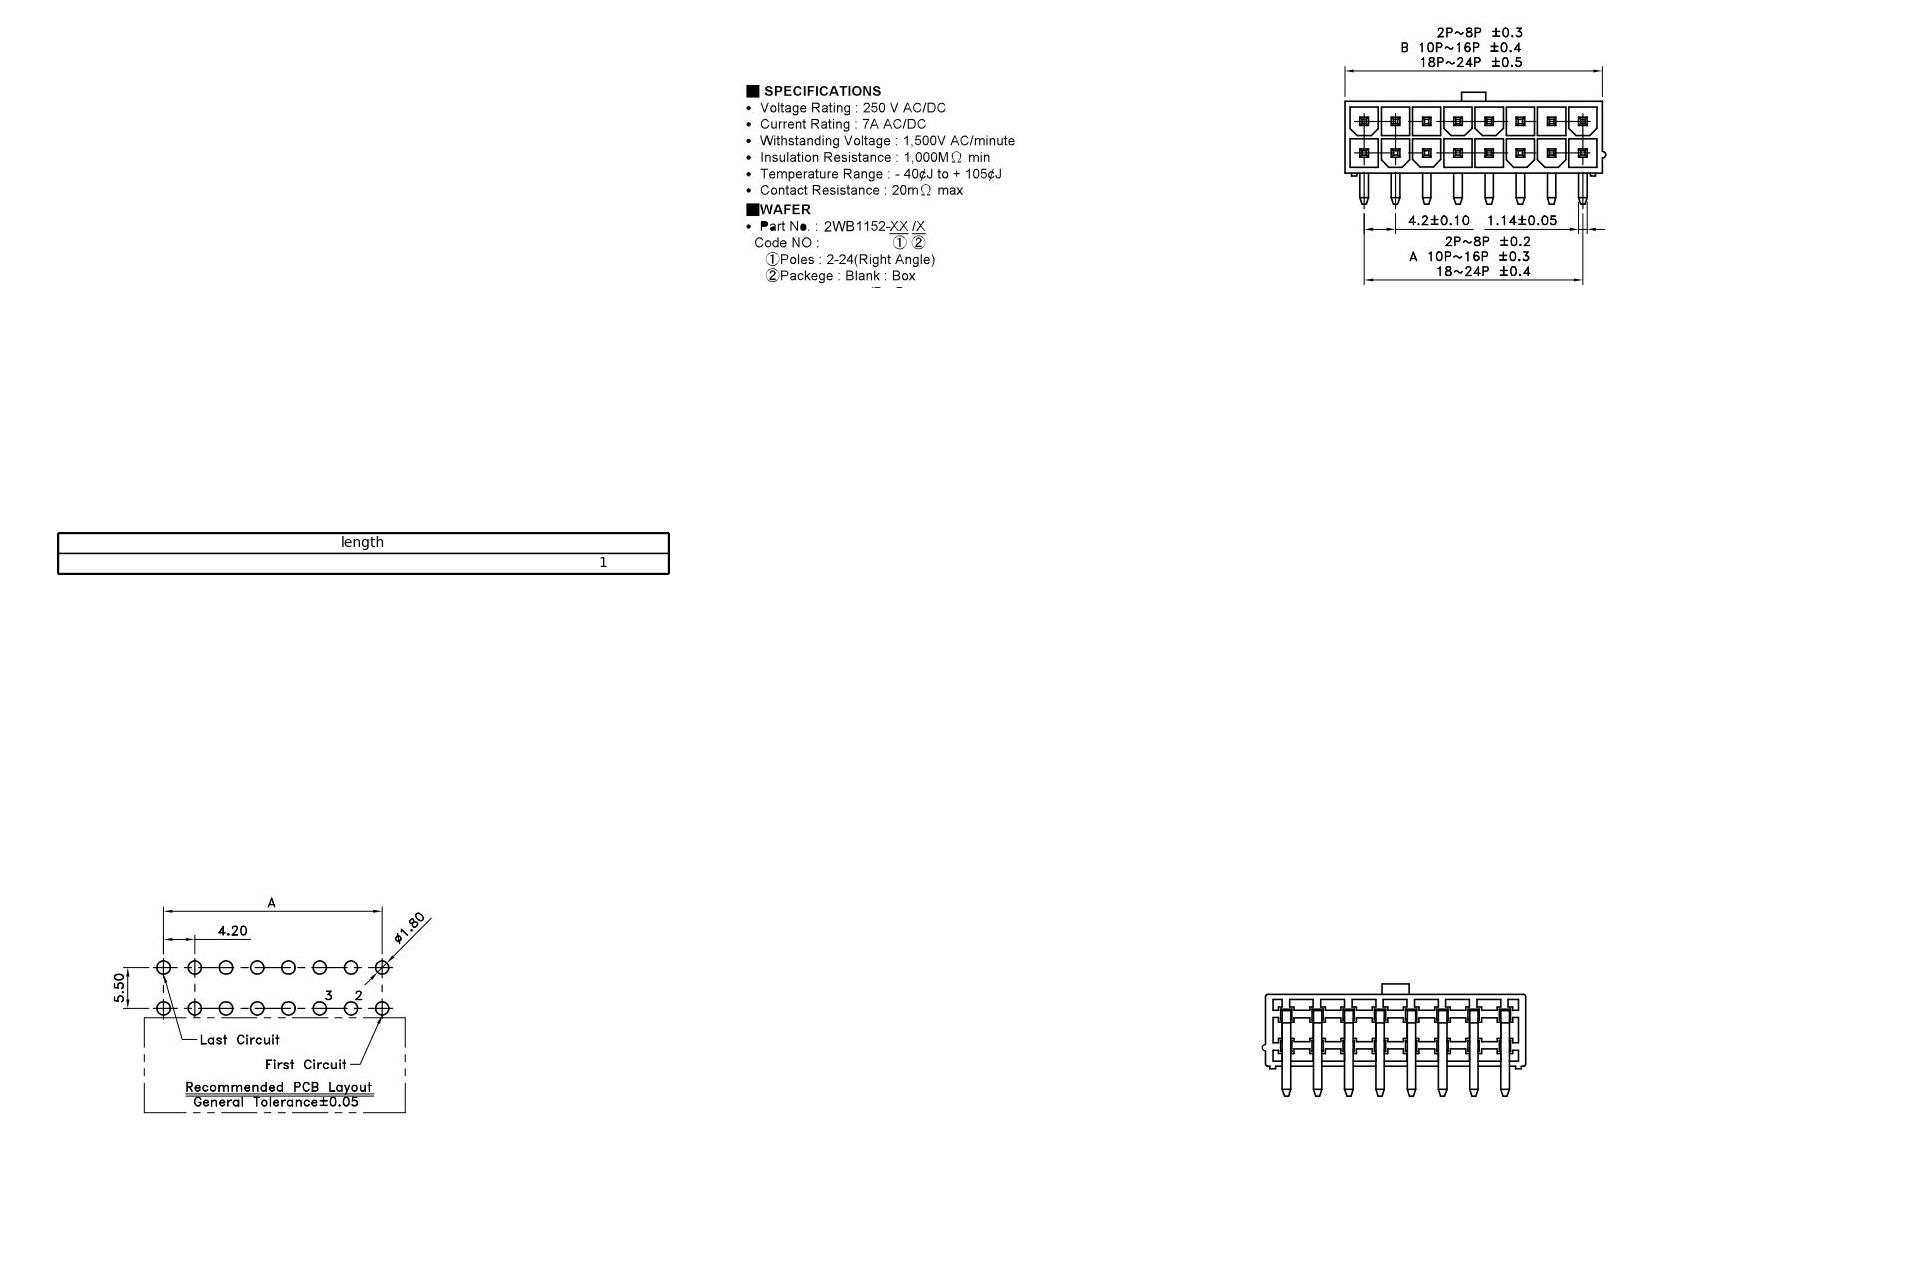 2P~8P ±0.3
B 10P~16P ±0.4
18P~24P ±0.5
■ SPECIFICATIONS
• Voltage Rating : 250 V AC/DC
• Current Rating : 7A AC/DC
• Withstanding Voltage : 1,500V AC/minute
• Insulation Resistance : 1,000MΩ min
• Temperature Range : - 40¢J to + 105¢J
• Contact Resistance : 20mΩ max
■WAFER
• Part No. : 2WB1152-XX /X
Code NO : ① ②
①Poles : 2-24(Right Angle)
②Packege : Blank : Box
4.2±0.10 1.14±0.05
2P~8P ±0.2
A 10P~16P ±0.3
18~24P ±0.4
length
1
A
4.20
ø1.80
5.50
3 2
Last Circuit
First Circuit
Recommended PCB Layout
General Tolerance±0.05